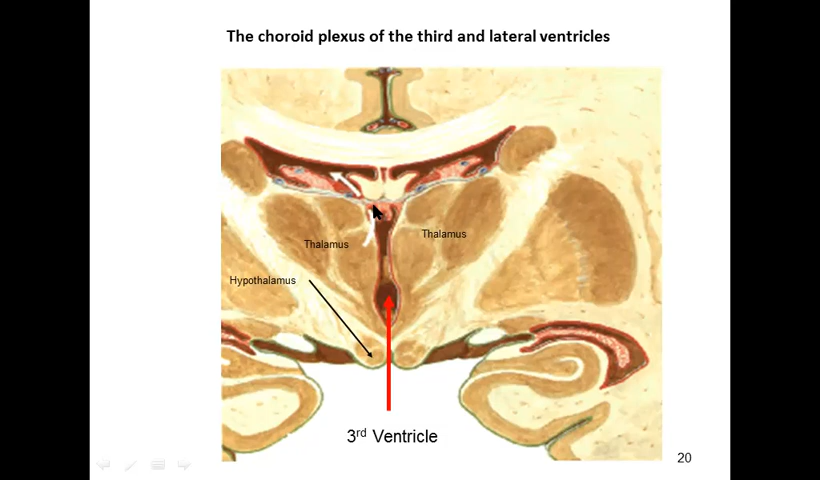 The choroid plexus of the third and lateral ventricles
Thalamus
Thalamus
Hypothalamus
3rd Ventricle
20